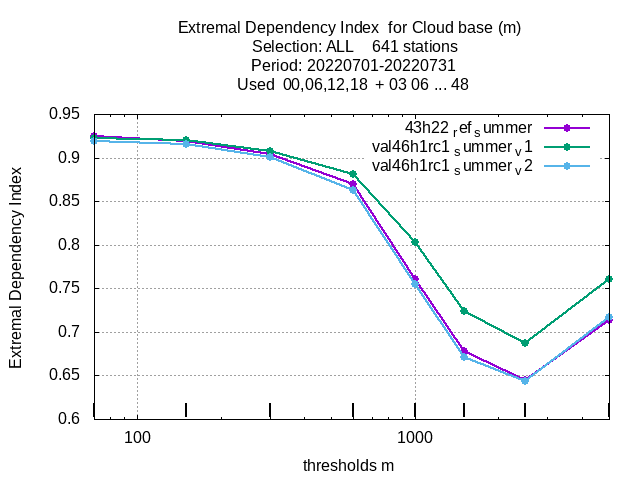 Extremal Dependency Index  for Cloud base (m)
Selection: ALL    641 stations
Period: 20220701-20220731
Used  00,06,12,18  + 03 06 ... 48
0.95
0.9
0.85
0.8
0.75
0.7
0.65
0.6
Extremal Dependency Index
43h22 ref summer
val46h1rc1 summer v1
val46h1rc1 summer v2
100
1000
thresholds m